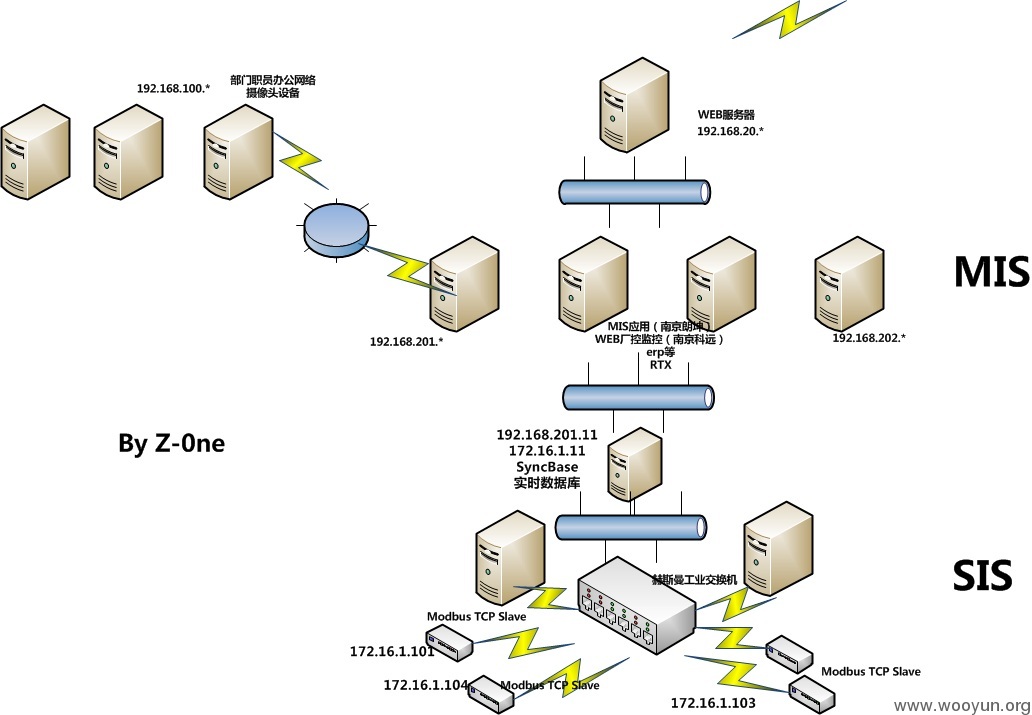 192.168.100.*
部门职员办公网络
摄像头设备
WEB服务器
192.168.20.*
MIS
192.168.201.*
MIS应用(南京朗坤)
WEB厂控监控(南京科远)
erp等
RTX
192.168.202.*
By Z-0ne
192.168.201.11
172.16.1.11
SyncBase
实时数据库
SIS
赫斯曼工业交换机
Modbus TCP Slave
172.16.1.101
Modbus TCP Slave
172.16.1.104
Modbus TCP Slave
172.16.1.103
www.wooyun.org